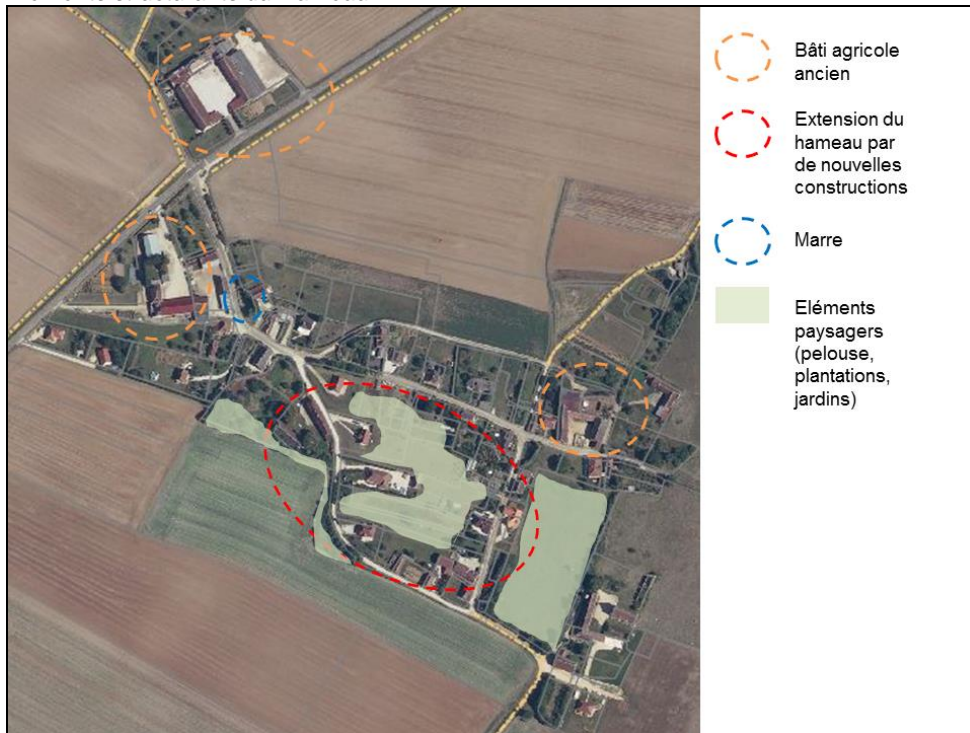 Bâti agricole
ancien
Extension du
hameau par
de nouvelles
constructions
Marre
Eléments
paysagers
(pelouse,
plantations,
jardins)